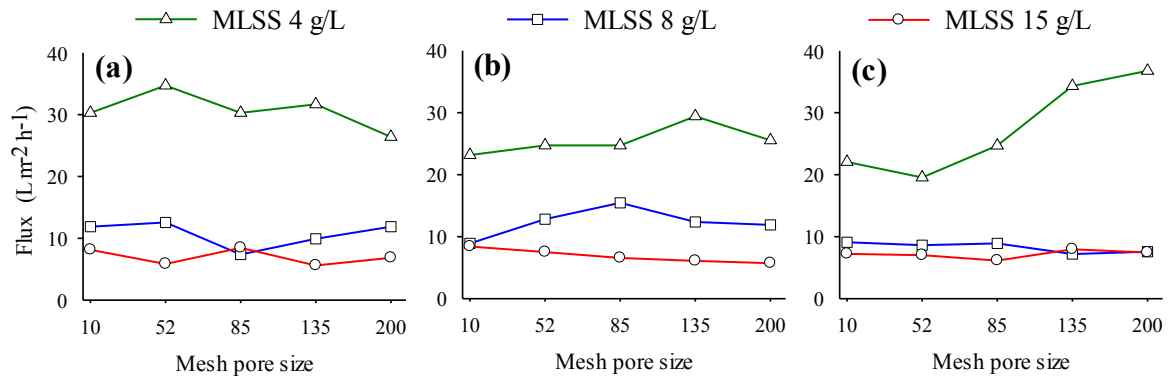 MLSS 4 g/L MLSS 8 g/L MLSS 15 g/L
(a) (b) (c)
Flux (L m-2 h-1)
40 40 40
30 30 30
20 20 20
10 10 10
0 0 0
10 52 85 135 200 10 52 85 135 200 10 52 85 135 200
Mesh pore size Mesh pore size Mesh pore size